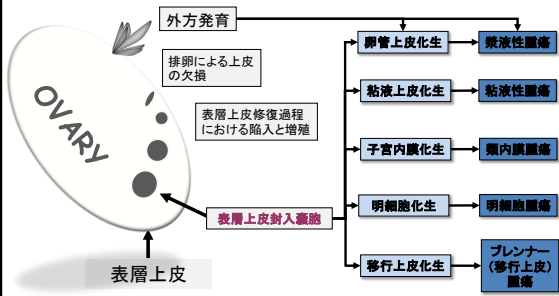 外方発育
排卵による上皮
の欠損
OVARY
表層上皮修復過程
における陥入と増殖
表層上皮封入嚢胞
表層上皮
卵管上皮化生
漿液性腫瘍
粘液上皮化生
粘液性腫瘍
子宮内膜化生
類内膜腫瘍
明細胞化生
明細胞腫瘍
移行上皮化生
ブレンナー
(移行上皮)
腫瘍